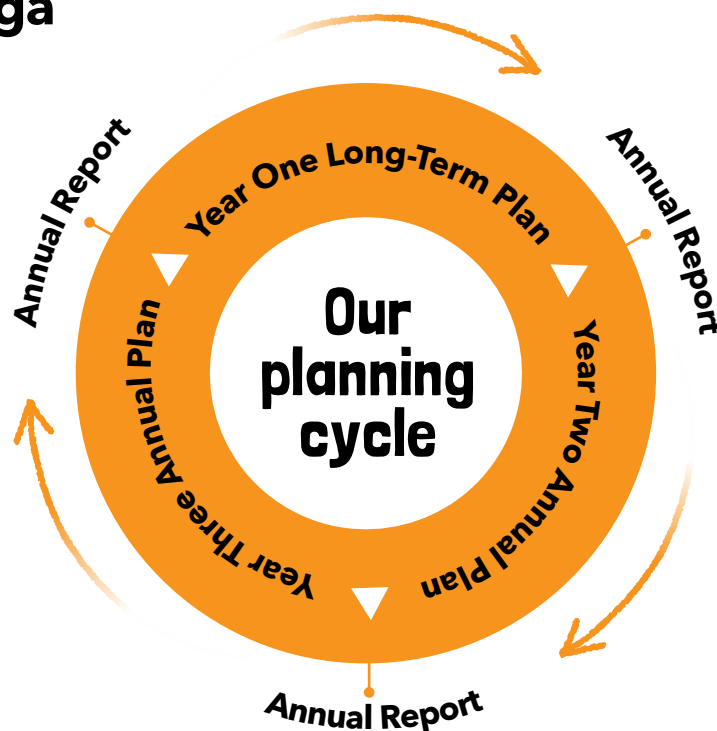 ga
Year One Long-Term Plan
Annual Report
Year Two Annual Plan
Annual Report
Year Three Annual Plan
Annual Report
Our
planning
cycle